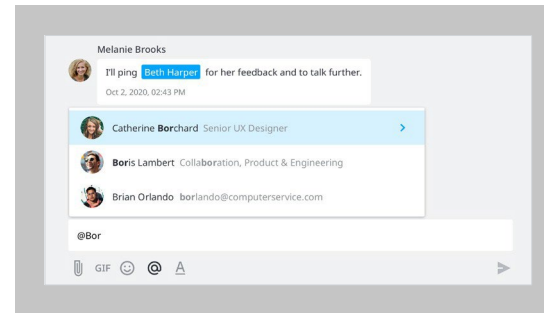 Melanie Brooks
I'll ping Beth Harper for her feedback and to talk further.
Oct 2, 2020, 02:43 PM
Catherine Borchard Senior UX Designer
Boris Lambert Collaboration, Product & Engineering
Brian Orlando borlando@computerservice.com
@Bor
GIF @ A